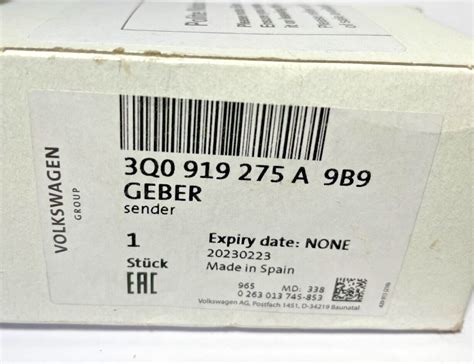 VOLKSWAGEN
GROUP
3Q0 919 275 A 9B9
GEBER
sender
1
Stück
EAC
Expiry date: NONE
20230223
Made in Spain
965 MD: 338
0 263 013 745-853
Volkswagen AG, Postfach 1451, D-34219 Baunatal